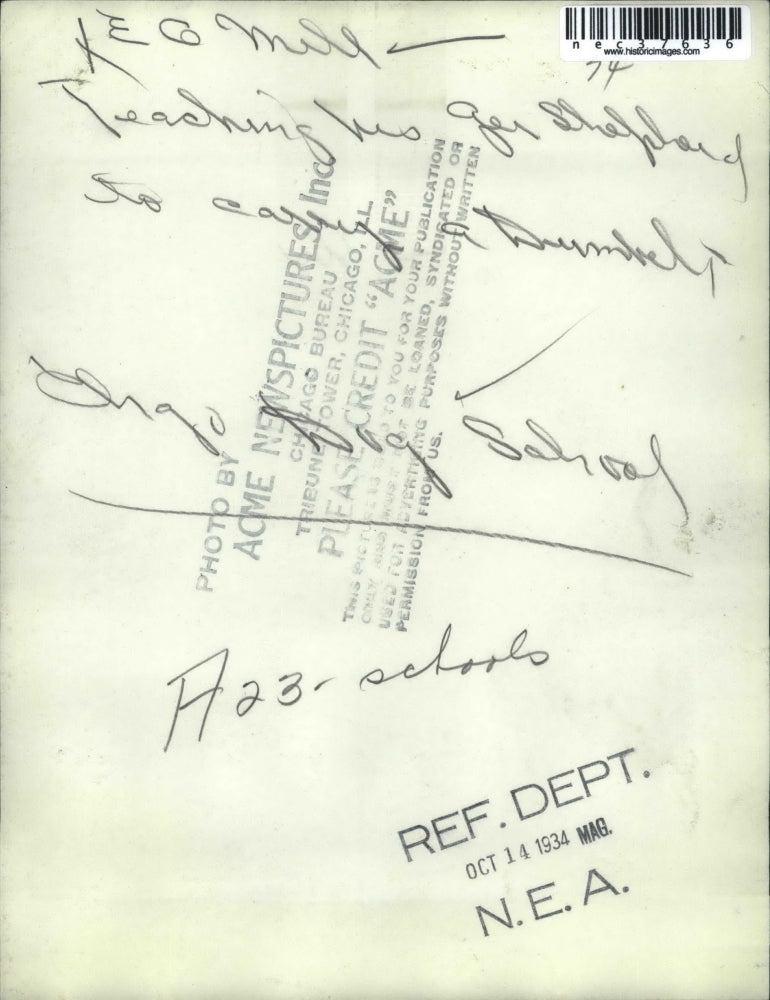 nec37636
www.historicimages.com
74
E G Mill —
Teaching his Ger Shephard
to carry a Dumbell
Dog School
PHOTO BY
ACME NEWSPICTURES, Inc.
CHICAGO BUREAU
TRIBUNE TOWER, CHICAGO, ILL.
PLEASE CREDIT “ACME”
THIS PICTURE IS TO YOU FOR YOUR PUBLICATION
ONLY AND MUST NOT BE LOANED, SYNDICATED OR
USED FOR ADVERTISING PURPOSES WITHOUT WRITTEN
PERMISSION FROM US.
A23- schools
REF. DEPT.
OCT 14 1934 MAG.
N.E.A.